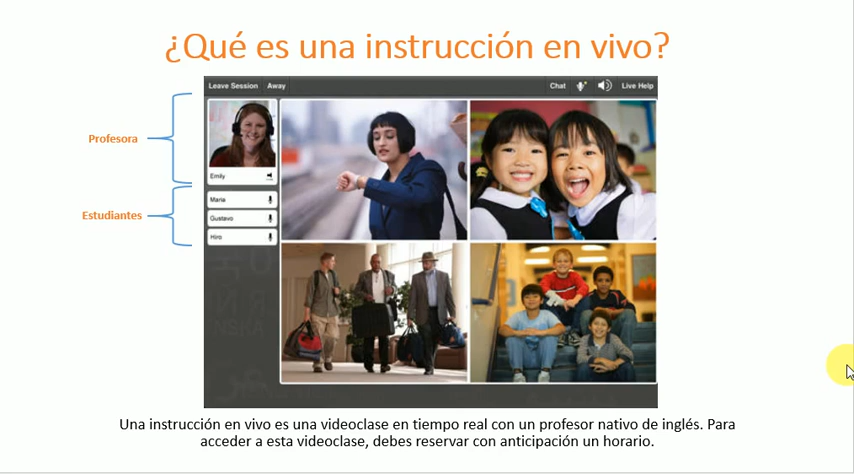 ¿Qué es una instrucción en vivo?
Leave Session Away Chat Live Help
Profesora
Emily
Estudiantes
Maria
Gustavo
Hiro
Una instrucción en vivo es una videoclase en tiempo real con un profesor nativo de inglés. Para
acceder a esta videoclase, debes reservar con anticipación un horario.